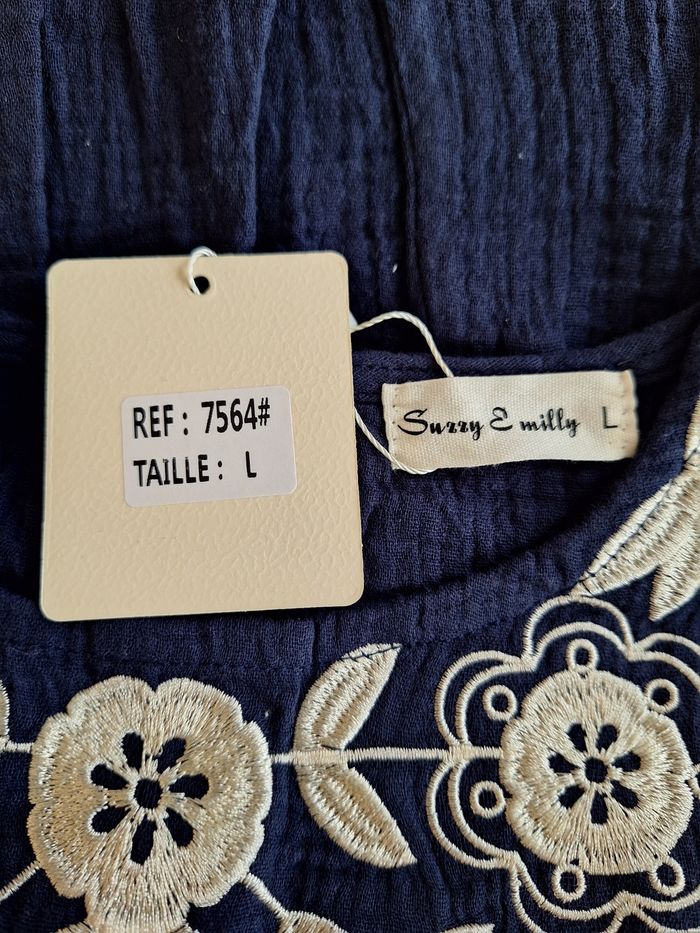 REF : 7564#
TAILLE : L
Suzzy Emilly L